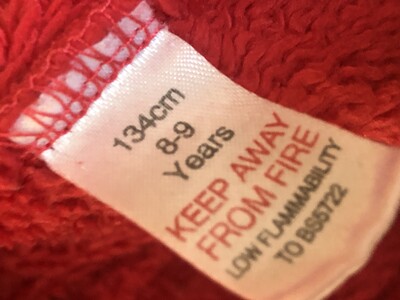 134cm
8-9
Years
KEEP AWAY
FROM FIRE
LOW FLAMMABILITY
TO BS5722